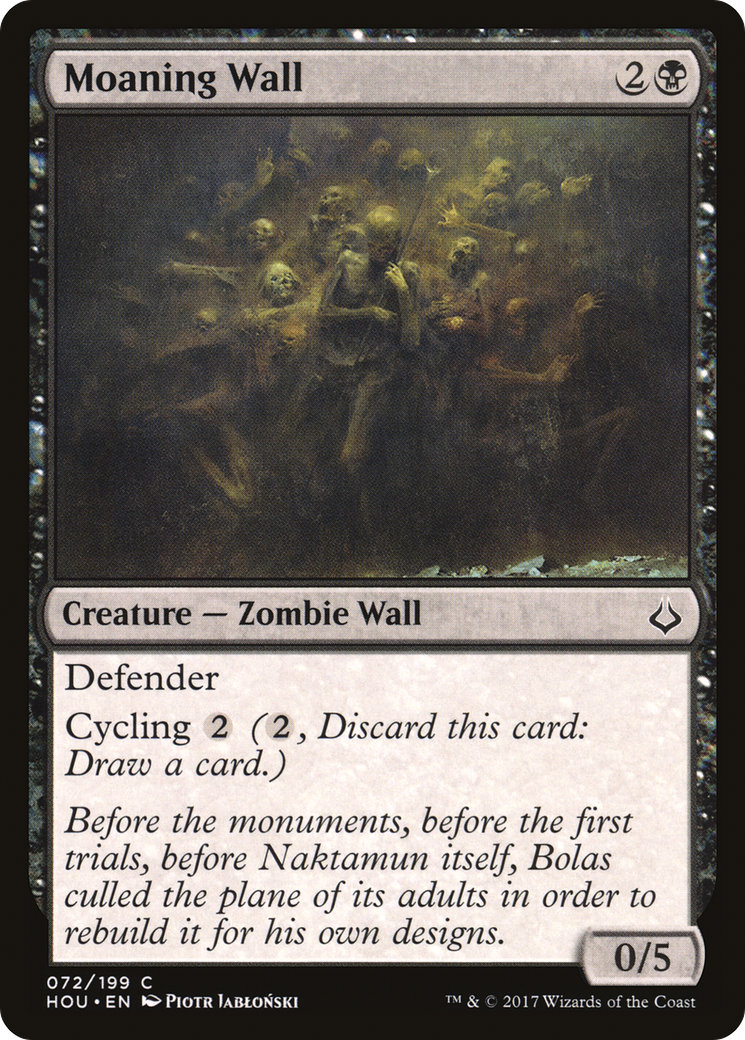 Moaning Wall 2
Creature — Zombie Wall
Defender
Cycling 2 (2, Discard this card:
Draw a card.)
Before the monuments, before the first
trials, before Naktamun itself, Bolas
culled the plane of its adults in order to
rebuild it for his own designs.
0/5
072/199 C
HOU • EN Piotr Jabłoński
™ & © 2017 Wizards of the Coast